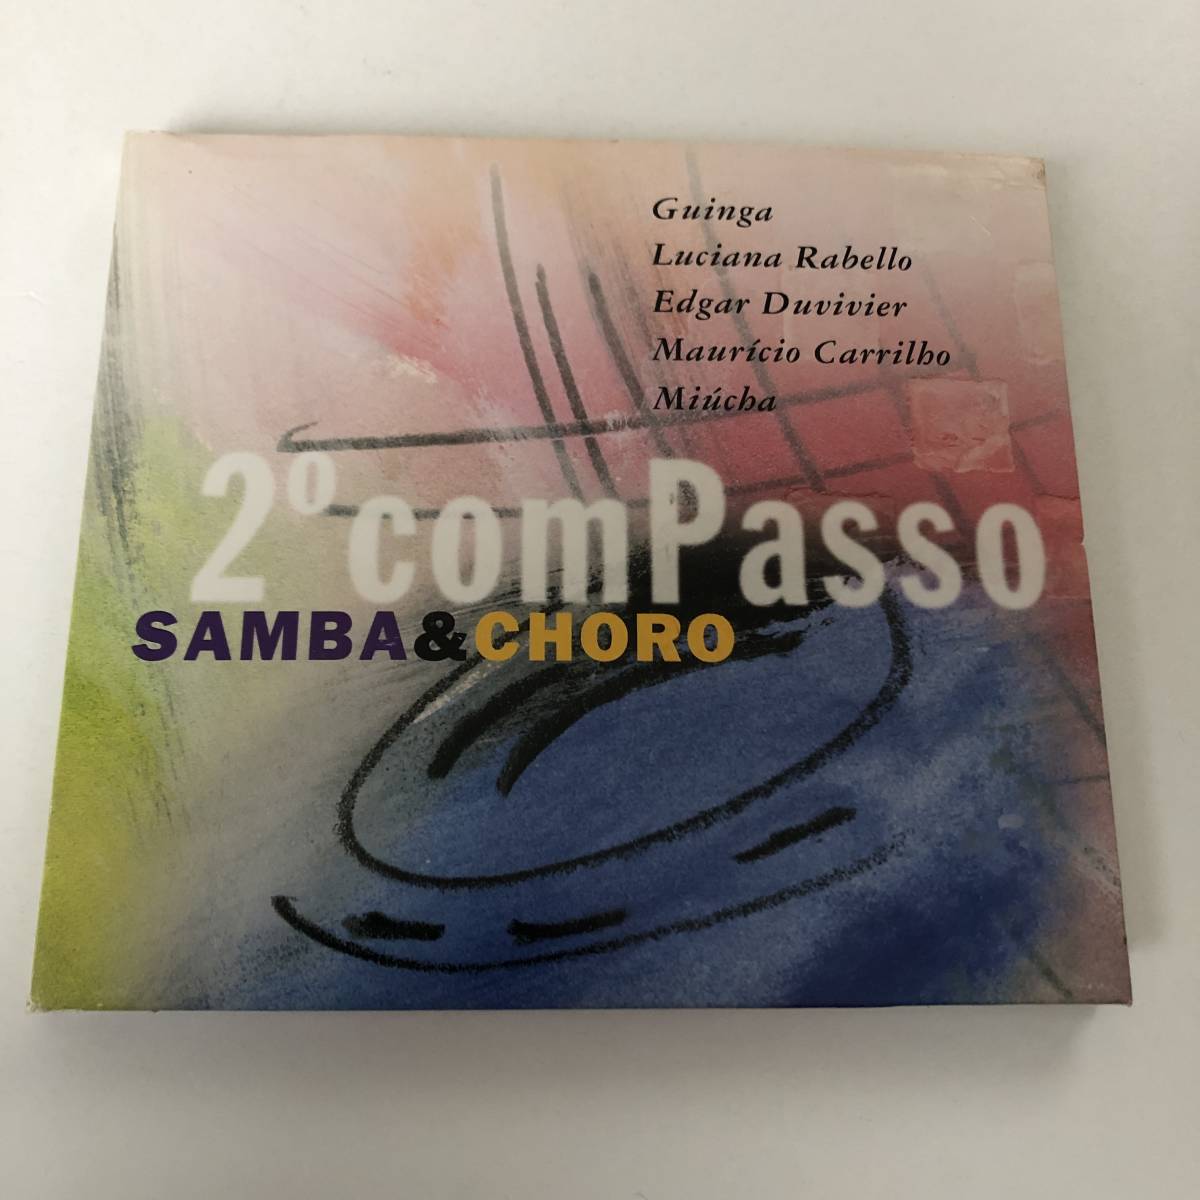 Guinga
Luciana Rabello
Edgar Duvivier
Maurício Carrilho
Miúcha
2º comPasso
SAMBA&CHORO